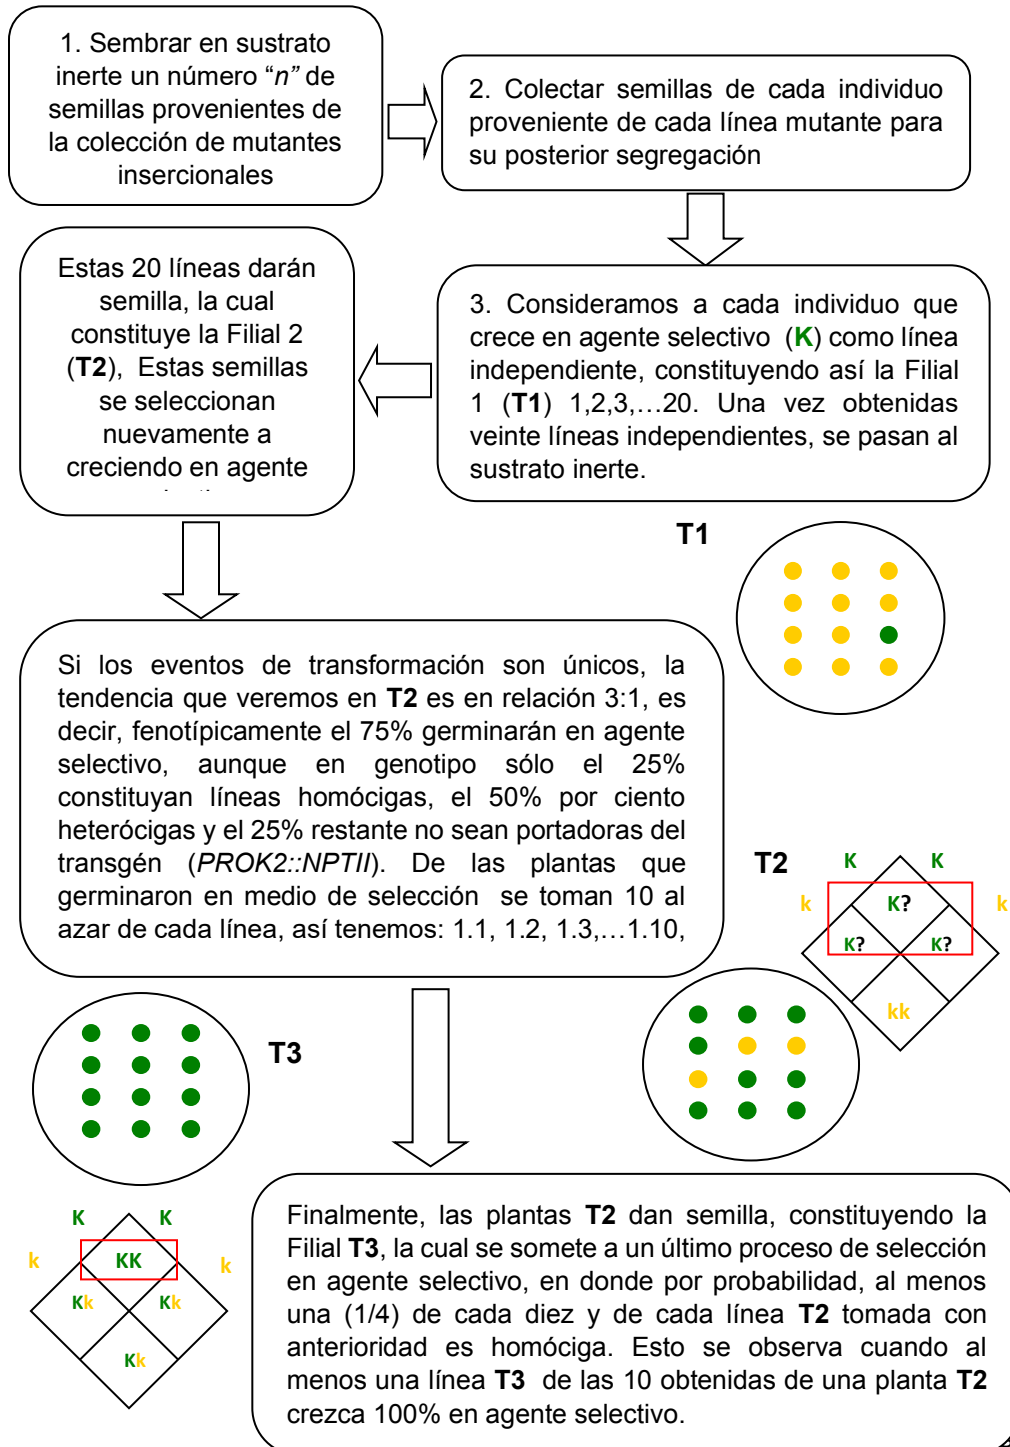 1. Sembrar en sustrato
inerte un número “n” de
semillas provenientes de
la colección de mutantes
insercionales
2. Colectar semillas de cada individuo
proveniente de cada línea mutante para
su posterior segregación
3. Consideramos a cada individuo que
crece en agente selectivo (K) como línea
independiente, constituyendo así la Filial
1 (T1) 1,2,3,…20. Una vez obtenidas
veinte líneas independientes, se pasan al
sustrato inerte.
Estas 20 líneas darán
semilla, la cual
constituye la Filial 2
(T2), Estas semillas
se seleccionan
nuevamente a
creciendo en agente
T1
Si los eventos de transformación son únicos, la
tendencia que veremos en T2 es en relación 3:1, es
decir, fenotípicamente el 75% germinarán en agente
selectivo, aunque en genotipo sólo el 25%
constituyan líneas homócigas, el 50% por ciento
heterócigas y el 25% restante no sean portadoras del
transgén (PROK2::NPTII). De las plantas que
germinaron en medio de selección se toman 10 al
azar de cada línea, así tenemos: 1.1, 1.2, 1.3,…1.10,
T2
K K
k K? k
K? K?
kk
T3
K K
k KK k
Kk Kk
Kk
Finalmente, las plantas T2 dan semilla, constituyendo la
Filial T3, la cual se somete a un último proceso de selección
en agente selectivo, en donde por probabilidad, al menos
una (1/4) de cada diez y de cada línea T2 tomada con
anterioridad es homóciga. Esto se observa cuando al
menos una línea T3 de las 10 obtenidas de una planta T2
crezca 100% en agente selectivo.